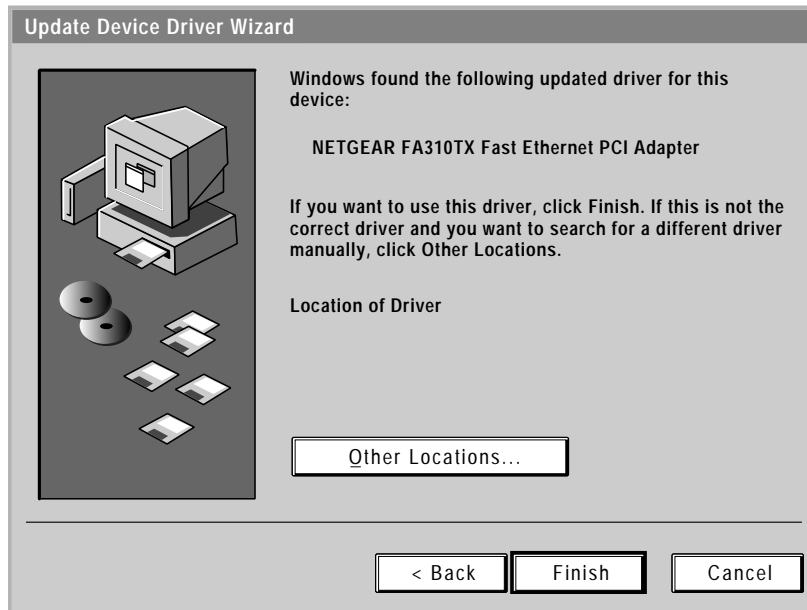 Update Device Driver Wizard
Windows found the following updated driver for this
device:
NETGEAR FA310TX Fast Ethernet PCI Adapter
If you want to use this driver, click Finish. If this is not the
correct driver and you want to search for a different driver
manually, click Other Locations.
Location of Driver
Other Locations...
< Back
Finish
Cancel